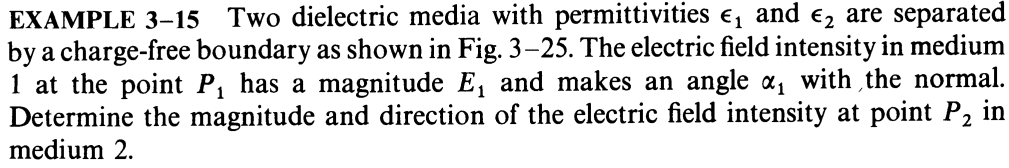 EXAMPLE 3–15 Two dielectric media with permittivities ϵ₁ and ϵ₂ are separated
by a charge-free boundary as shown in Fig. 3–25. The electric field intensity in medium
1 at the point P₁ has a magnitude E₁ and makes an angle α₁ with the normal.
Determine the magnitude and direction of the electric field intensity at point P₂ in
medium 2.